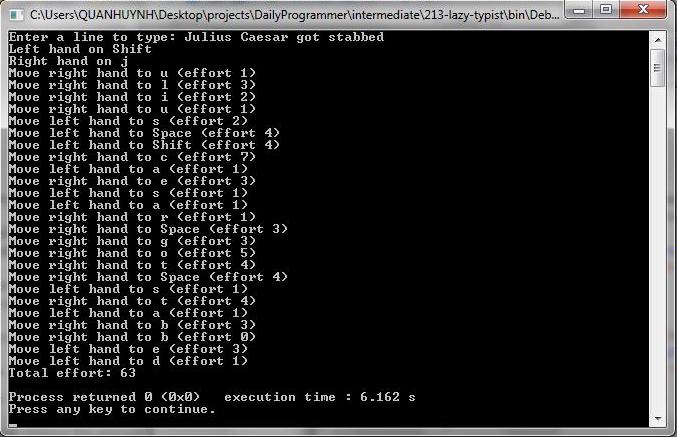 C:\Users\QUANHUYNH\Desktop\projects\DailyProgrammer\intermediate\213-lazy-typist\bin\Deb...
Enter a line to type: Julius Caesar got stabbed
Left hand on Shift
Right hand on j
Move right hand to u (effort 1)
Move right hand to l (effort 3)
Move right hand to i (effort 2)
Move right hand to u (effort 1)
Move left hand to s (effort 2)
Move left hand to Space (effort 4)
Move left hand to Shift (effort 4)
Move right hand to c (effort 7)
Move left hand to a (effort 1)
Move right hand to e (effort 3)
Move left hand to s (effort 1)
Move left hand to a (effort 1)
Move right hand to r (effort 1)
Move right hand to Space (effort 3)
Move right hand to g (effort 3)
Move right hand to o (effort 5)
Move right hand to t (effort 4)
Move right hand to Space (effort 4)
Move left hand to s (effort 1)
Move right hand to t (effort 4)
Move left hand to a (effort 1)
Move right hand to b (effort 3)
Move right hand to b (effort 0)
Move left hand to e (effort 3)
Move left hand to d (effort 1)
Total effort: 63
Process returned 0 (0x0)   execution time : 6.162 s
Press any key to continue.